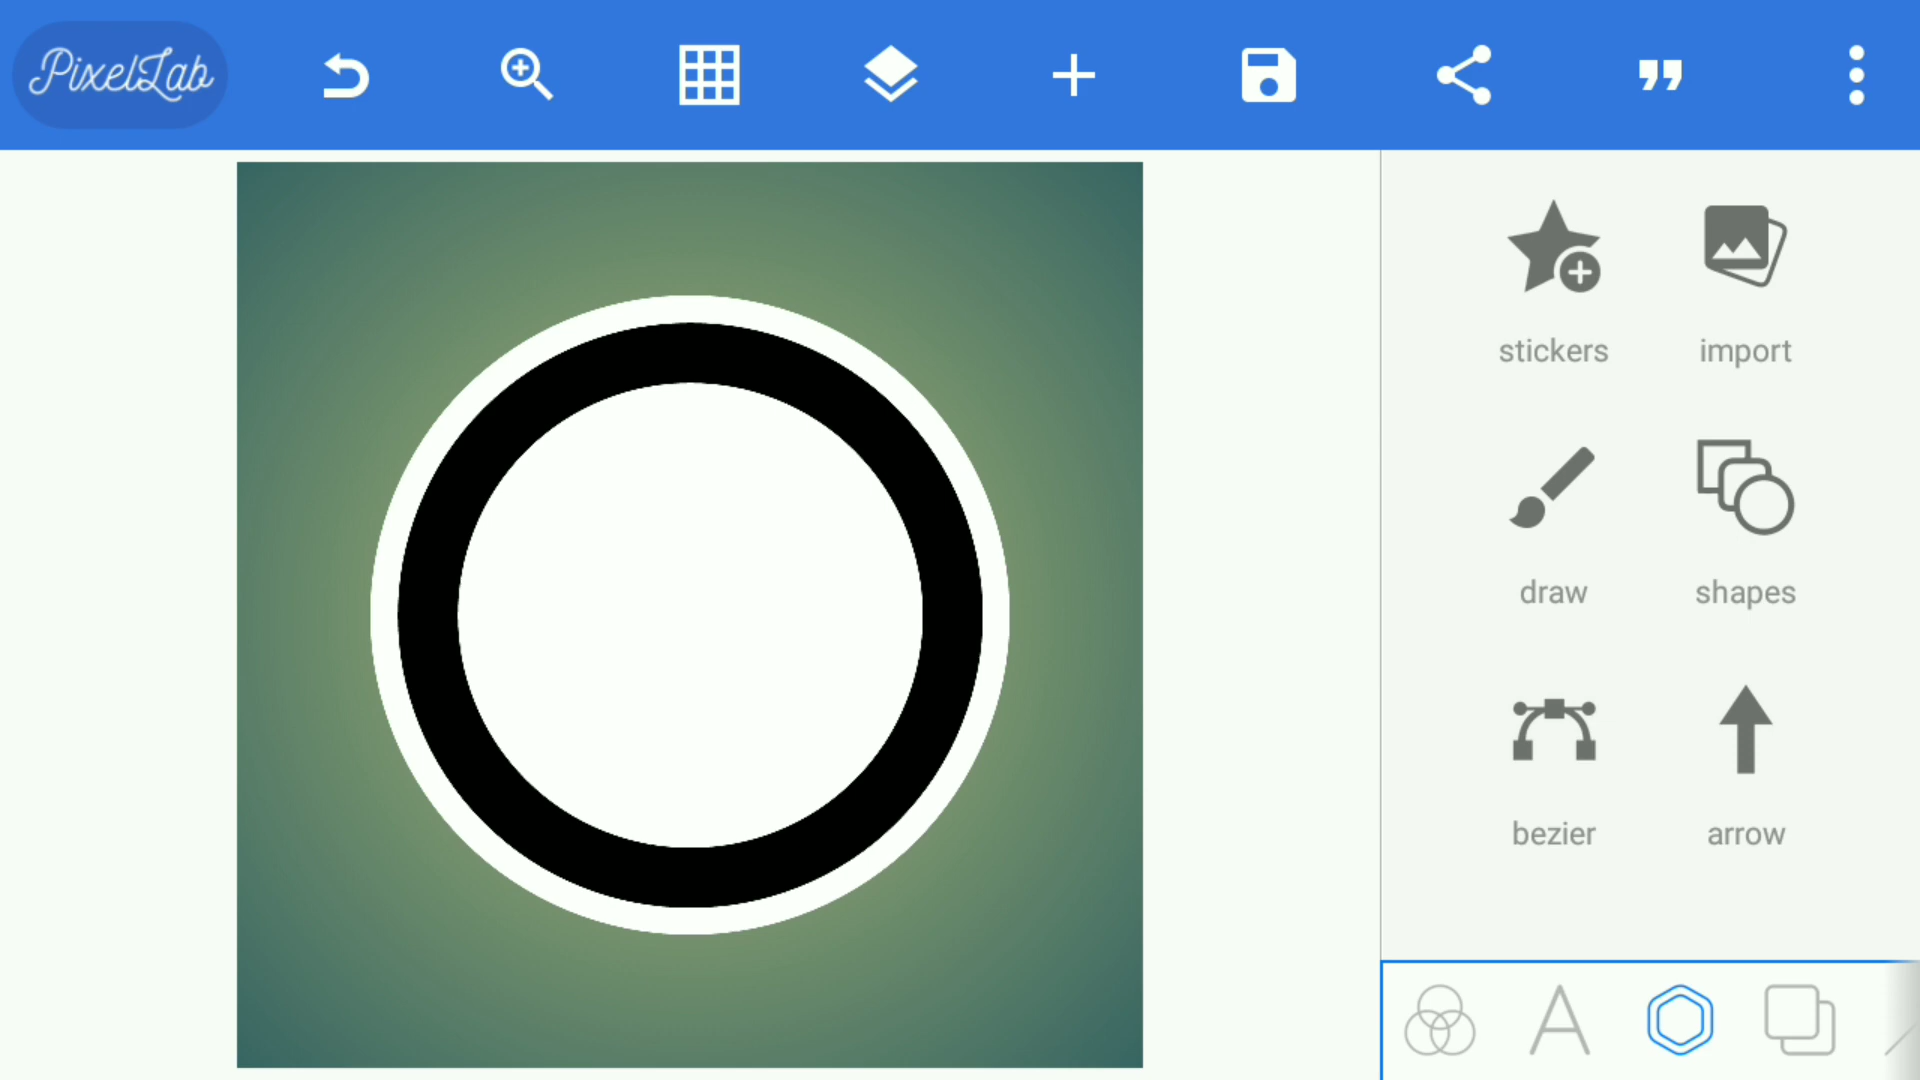 PixelLab
stickers
import
draw
shapes
bezier
arrow